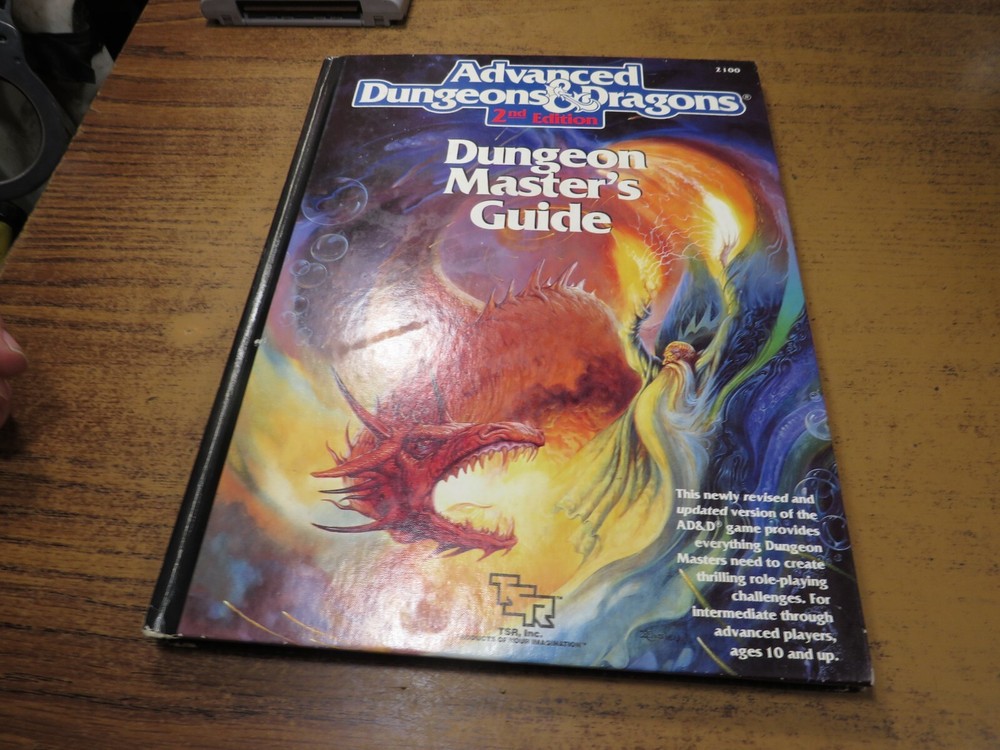 2100
Advanced
Dungeons & Dragons®
2nd Edition
Dungeon
Master's
Guide
This newly revised and
updated version of the
AD&D® game provides
everything Dungeon
Masters need to create
thrilling role-playing
challenges. For
intermediate through
advanced players,
ages 10 and up.
TSR™
TSR, Inc.
PRODUCTS OF YOUR IMAGINATION™